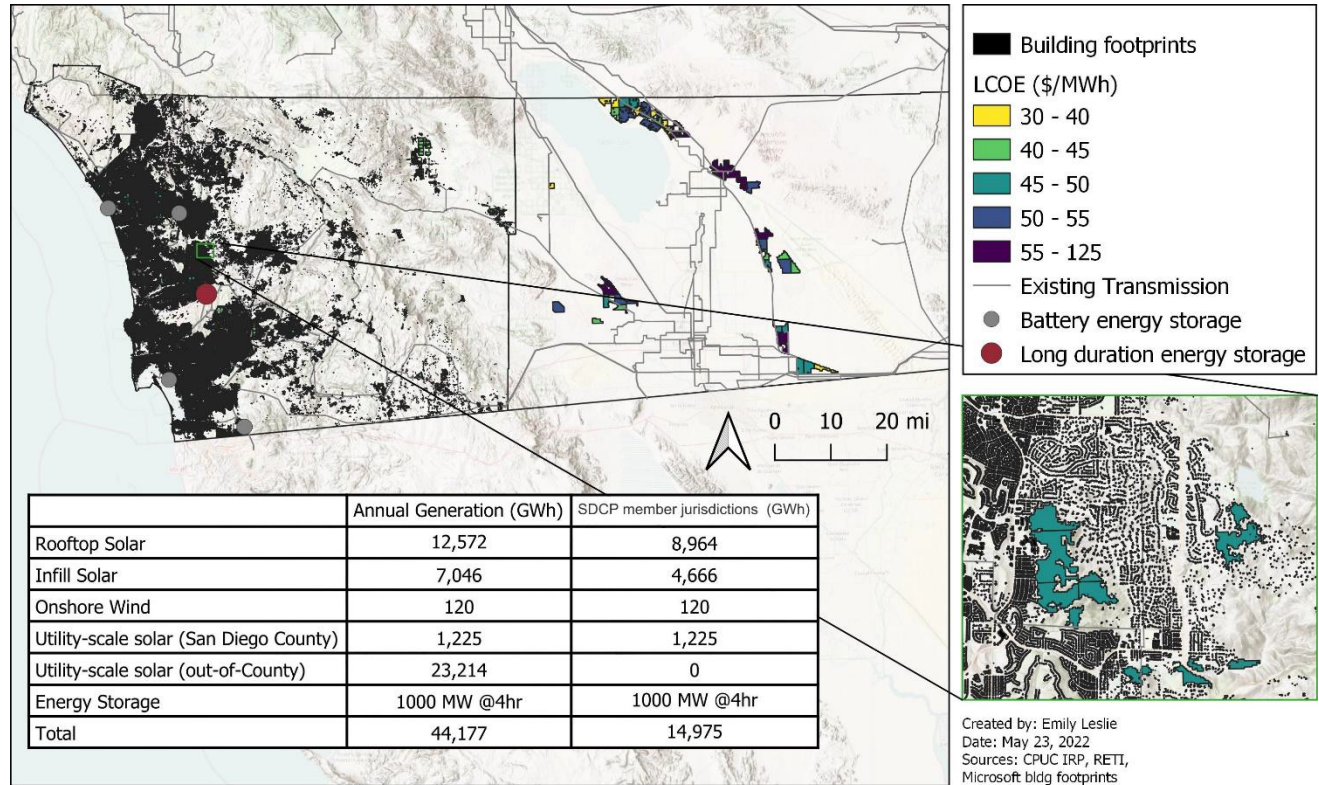 Building footprints
LCOE ($/MWh)
30 - 40
40 - 45
45 - 50
50 - 55
55 - 125
Existing Transmission
Battery energy storage
Long duration energy storage
0 10 20 mi
Annual Generation (GWh) SDCP member jurisdictions (GWh)
Rooftop Solar 12,572 8,964
Infill Solar 7,046 4,666
Onshore Wind 120 120
Utility-scale solar (San Diego County) 1,225 1,225
Utility-scale solar (out-of-County) 23,214 0
Energy Storage 1000 MW @4hr 1000 MW @4hr
Total 44,177 14,975
Created by: Emily Leslie
Date: May 23, 2022
Sources: CPUC IRP, RETI,
Microsoft bldg footprints